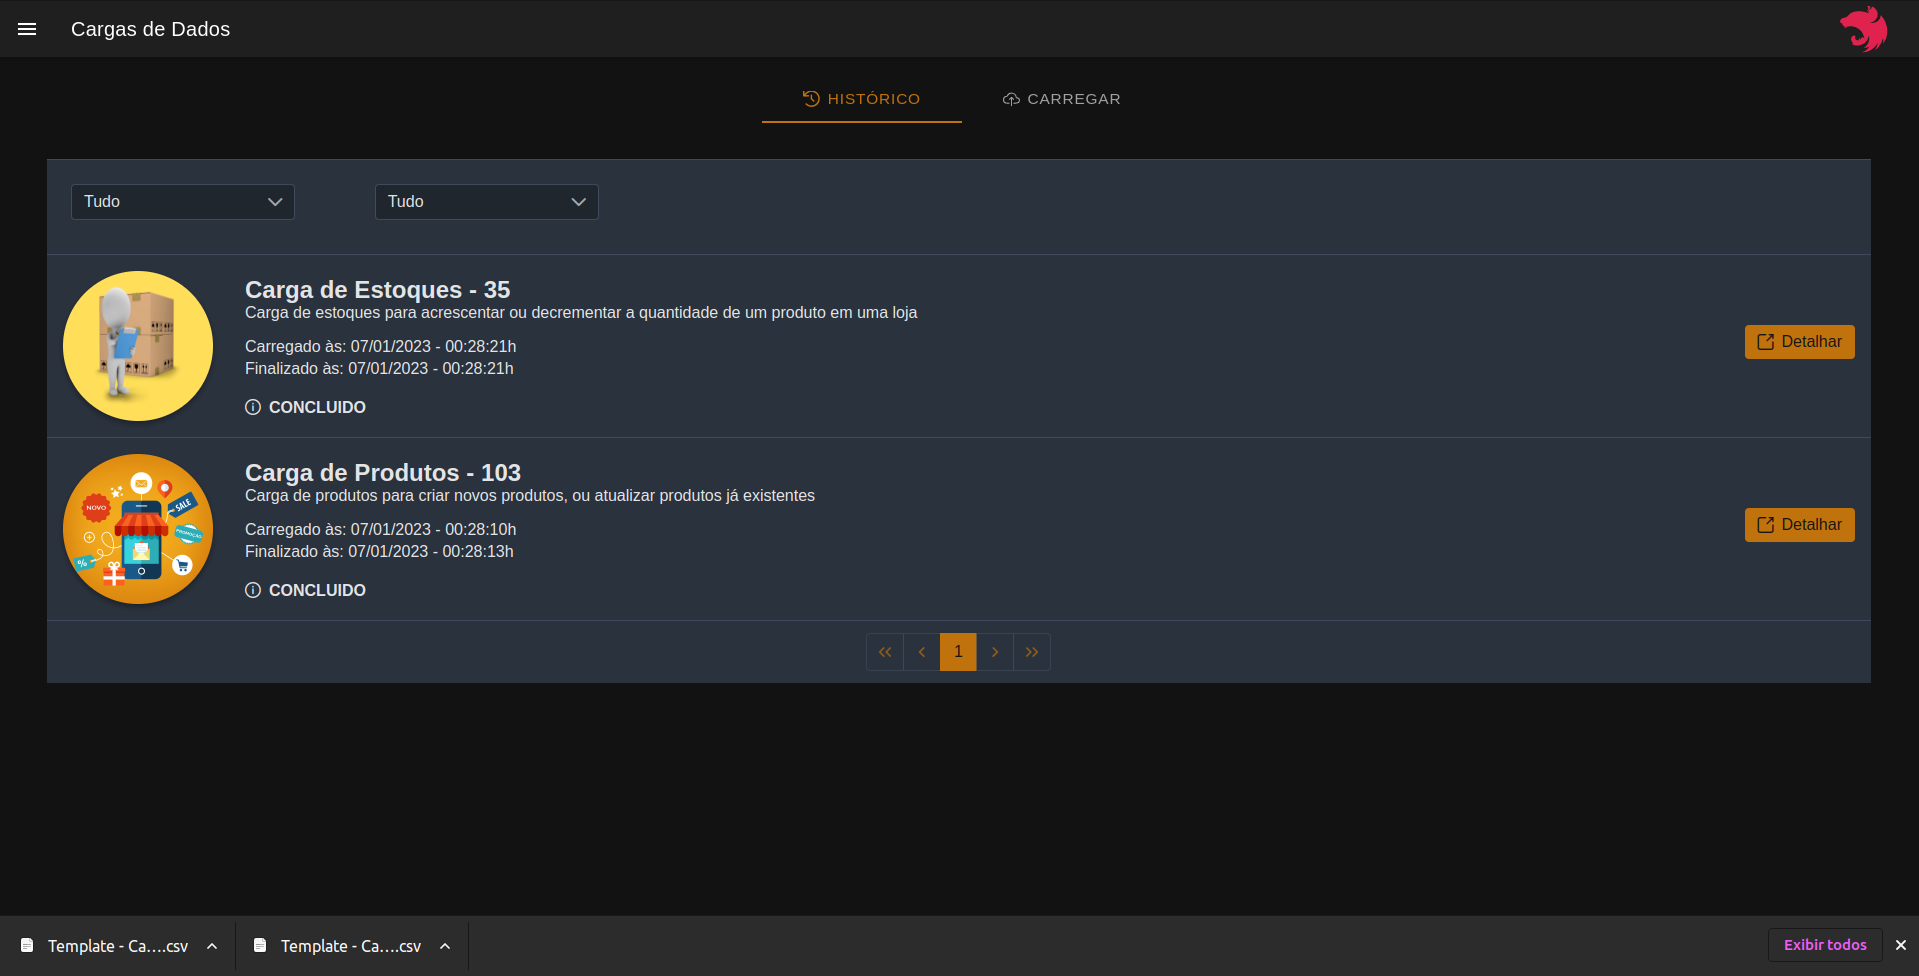 Cargas de Dados
HISTÓRICO
CARREGAR
Tudo
Tudo
Carga de Estoques - 35
Carga de estoques para acrescentar ou decrementar a quantidade de um produto em uma loja
Carregado às: 07/01/2023 - 00:28:21h
Finalizado às: 07/01/2023 - 00:28:21h
CONCLUIDO
Detalhar
NOVO
SALE
PROMOÇÃO
%
Carga de Produtos - 103
Carga de produtos para criar novos produtos, ou atualizar produtos já existentes
Carregado às: 07/01/2023 - 00:28:10h
Finalizado às: 07/01/2023 - 00:28:13h
CONCLUIDO
Detalhar
1
Template - Ca....csv
Template - Ca....csv
Exibir todos